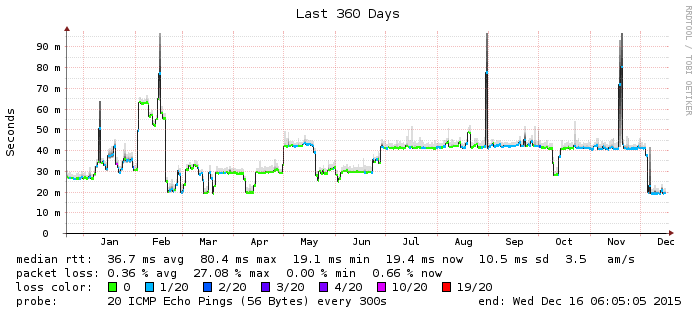 Last 360 Days
RRDTOOL / TOBI OETIKER
Seconds
90 m
80 m
70 m
60 m
50 m
40 m
30 m
20 m
10 m
0
Jan Feb Mar Apr May Jun Jul Aug Sep Oct Nov Dec
median rtt: 36.7 ms avg 80.4 ms max 19.1 ms min 19.4 ms now 10.5 ms sd 3.5 am/s
packet loss: 0.36 % avg 27.08 % max 0.00 % min 0.66 % now
loss color: 0 1/20 2/20 3/20 4/20 10/20 19/20
probe: 20 ICMP Echo Pings (56 Bytes) every 300s end: Wed Dec 16 06:05:05 2015